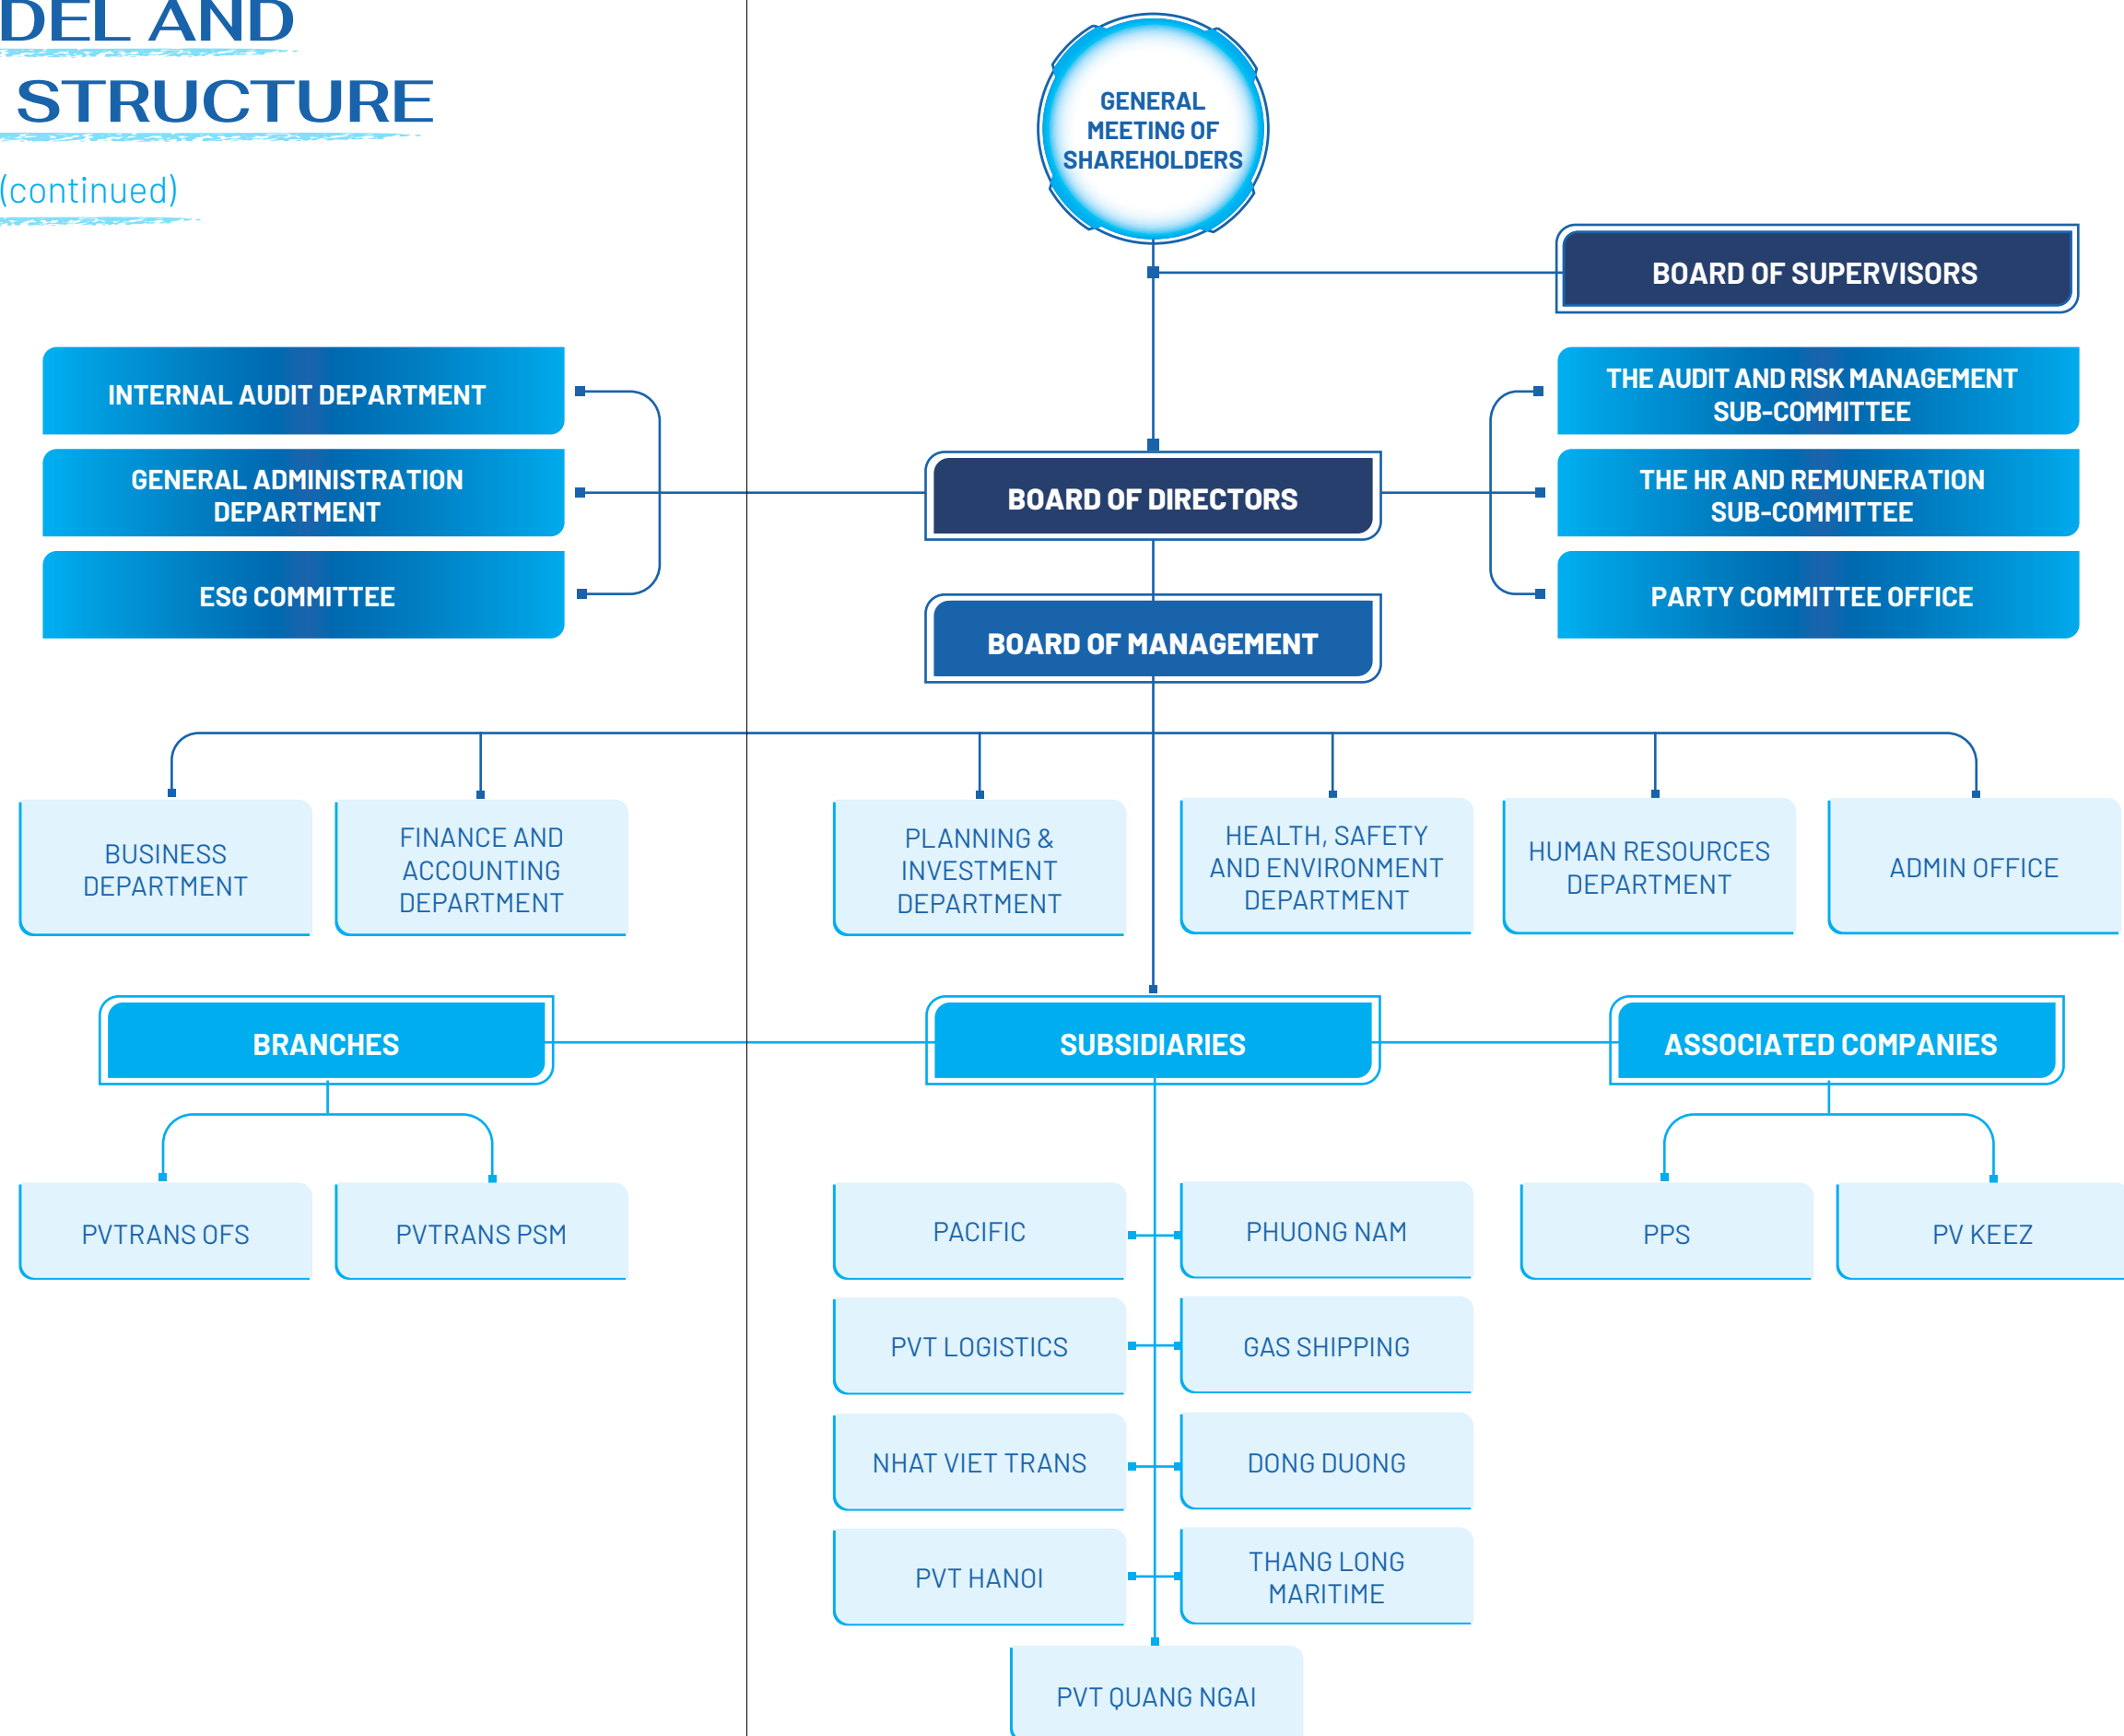 DEL AND
STRUCTURE
(continued)
GENERAL
MEETING OF
SHAREHOLDERS
BOARD OF SUPERVISORS
INTERNAL AUDIT DEPARTMENT
GENERAL ADMINISTRATION
DEPARTMENT
ESG COMMITTEE
BOARD OF DIRECTORS
THE AUDIT AND RISK MANAGEMENT
SUB-COMMITTEE
THE HR AND REMUNERATION
SUB-COMMITTEE
PARTY COMMITTEE OFFICE
BOARD OF MANAGEMENT
BUSINESS
DEPARTMENT
FINANCE AND
ACCOUNTING
DEPARTMENT
PLANNING &
INVESTMENT
DEPARTMENT
HEALTH, SAFETY
AND ENVIRONMENT
DEPARTMENT
HUMAN RESOURCES
DEPARTMENT
ADMIN OFFICE
BRANCHES
SUBSIDIARIES
ASSOCIATED COMPANIES
PVTRANS OFS
PVTRANS PSM
PACIFIC
PHUONG NAM
PPS
PV KEEZ
PVT LOGISTICS
GAS SHIPPING
NHAT VIET TRANS
DONG DUONG
PVT HANOI
THANG LONG
MARITIME
PVT QUANG NGAI